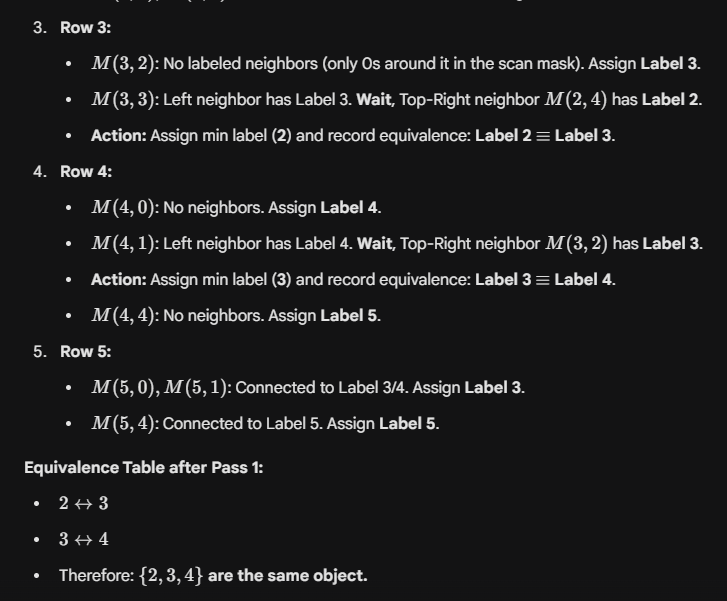 3. Row 3:
• M(3, 2): No labeled neighbors (only 0s around it in the scan mask). Assign Label 3.
• M(3, 3): Left neighbor has Label 3. Wait, Top-Right neighbor M(2, 4) has Label 2.
• Action: Assign min label (2) and record equivalence: Label 2 ≡ Label 3.
4. Row 4:
• M(4, 0): No neighbors. Assign Label 4.
• M(4, 1): Left neighbor has Label 4. Wait, Top-Right neighbor M(3, 2) has Label 3.
• Action: Assign min label (3) and record equivalence: Label 3 ≡ Label 4.
• M(4, 4): No neighbors. Assign Label 5.
5. Row 5:
• M(5, 0), M(5, 1): Connected to Label 3/4. Assign Label 3.
• M(5, 4): Connected to Label 5. Assign Label 5.
Equivalence Table after Pass 1:
• 2 ↔ 3
• 3 ↔ 4
• Therefore: {2, 3, 4} are the same object.